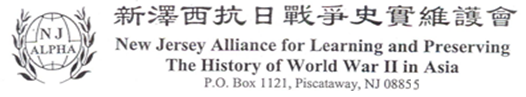 NJ
ALPHA
新澤西抗日戰爭史實維護會
New Jersey Alliance for Learning and Preserving
The History of World War II in Asia
P.O. Box 1121, Piscataway, NJ 08855